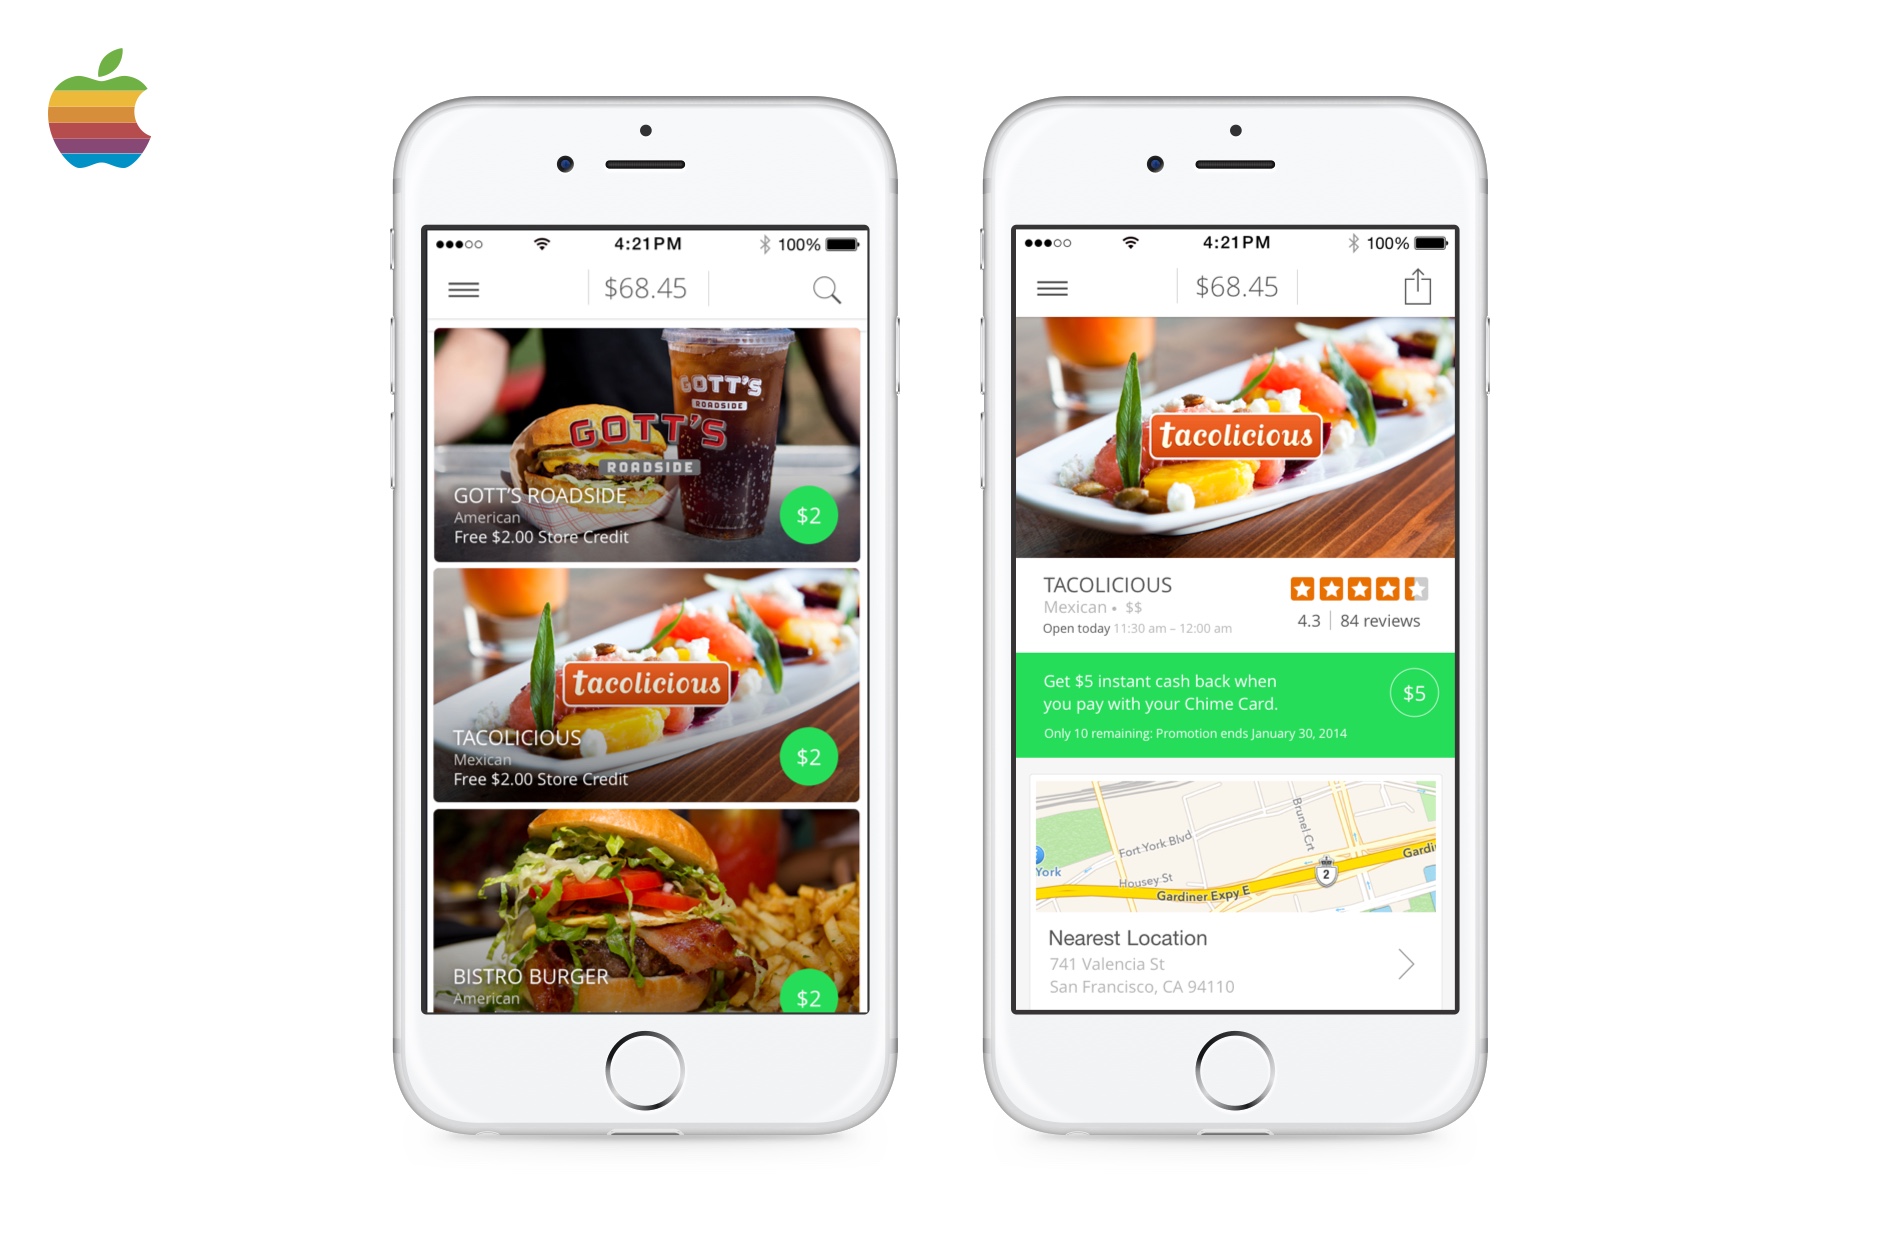 4:21PM
100%
$68.45
GOTT'S
ROADSIDE
GOTT'S
ROADSIDE
GOTT'S ROADSIDE
American
Free $2.00 Store Credit
$2
tacolicious
TACOLICIOUS
Mexican
Free $2.00 Store Credit
$2
BISTRO BURGER
American
$2
4:21PM
100%
$68.45
tacolicious
TACOLICIOUS
Mexican • $$
Open today 11:30 am – 12:00 am
4.3 | 84 reviews
Get $5 instant cash back when
you pay with your Chime Card.
$5
Only 10 remaining: Promotion ends January 30, 2014
Brunel Crt
Fort York Blvd
Gardi
York
Housey St
2
Gardiner Expy E
Nearest Location
741 Valencia St
San Francisco, CA 94110